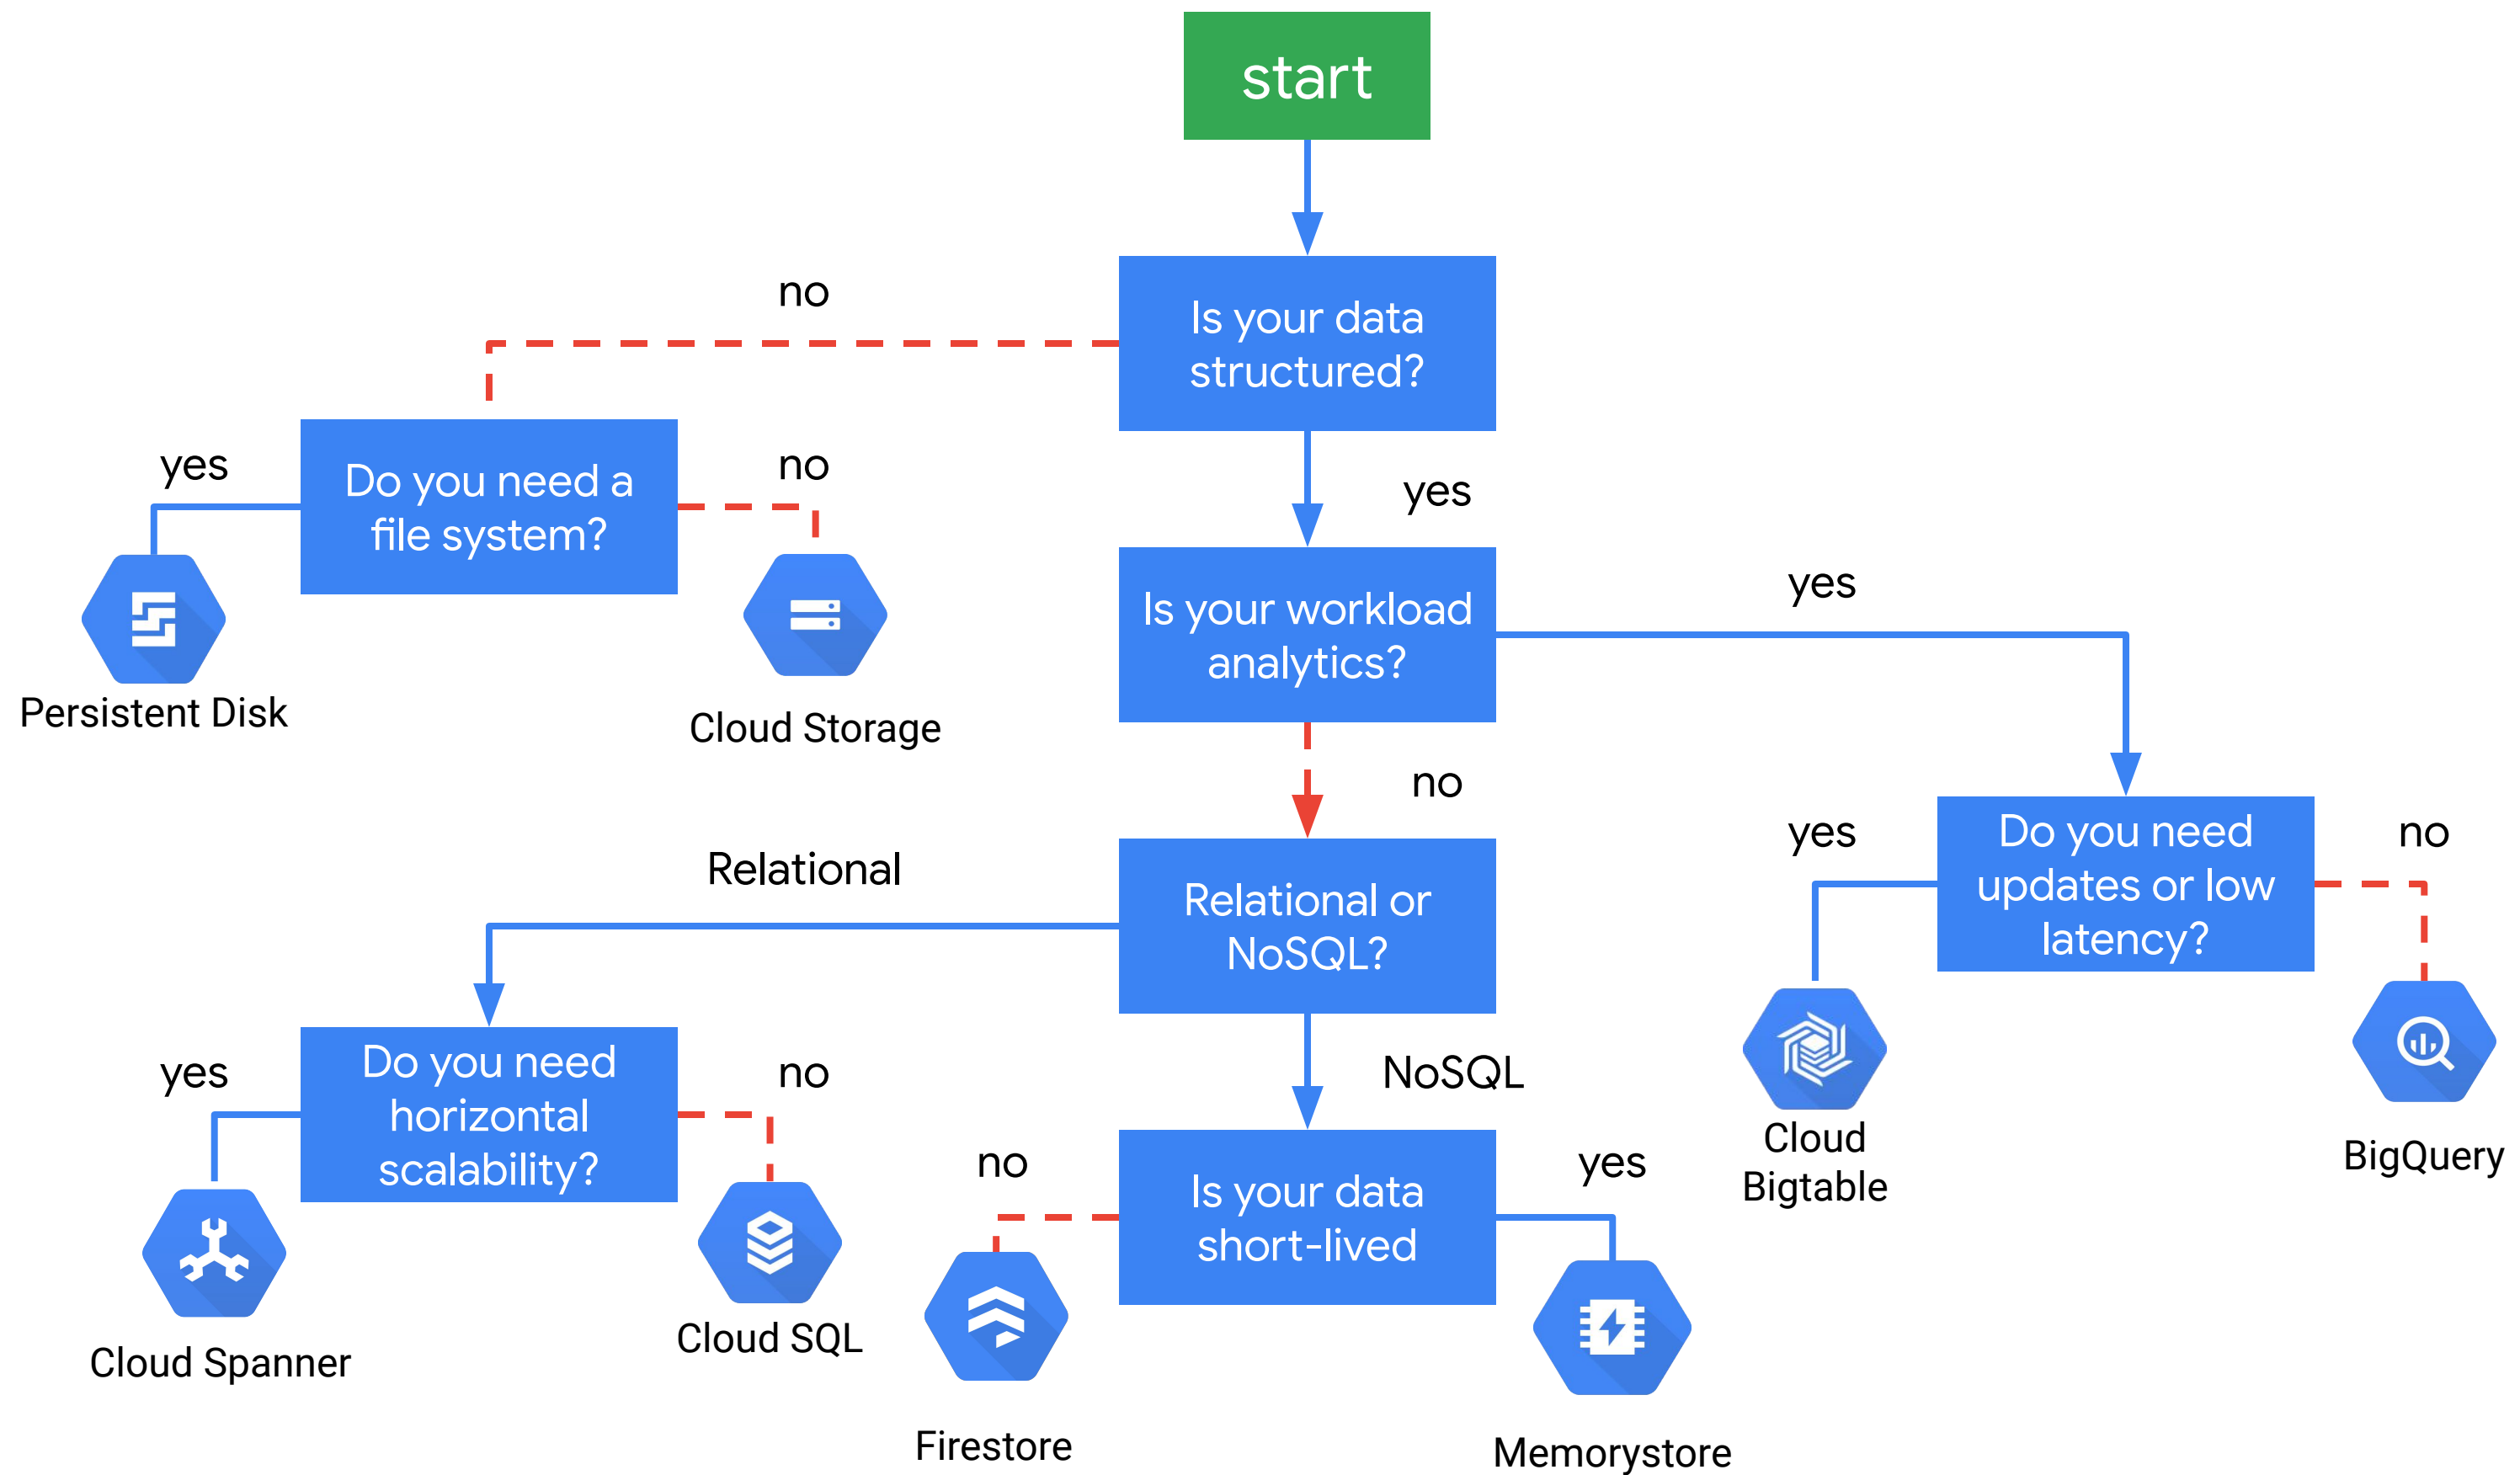 start
no
Is your data
structured?
yes
Do you need a
file system?
no
yes
Persistent Disk
Cloud Storage
Is your workload
analytics?
yes
no
Relational
Relational or
NoSQL?
yes
Do you need
updates or low
latency?
no
yes
Do you need
horizontal
scalability?
no
NoSQL
Cloud
Bigtable
BigQuery
no
Is your data
short-lived
yes
Cloud Spanner
Cloud SQL
Firestore
Memorystore